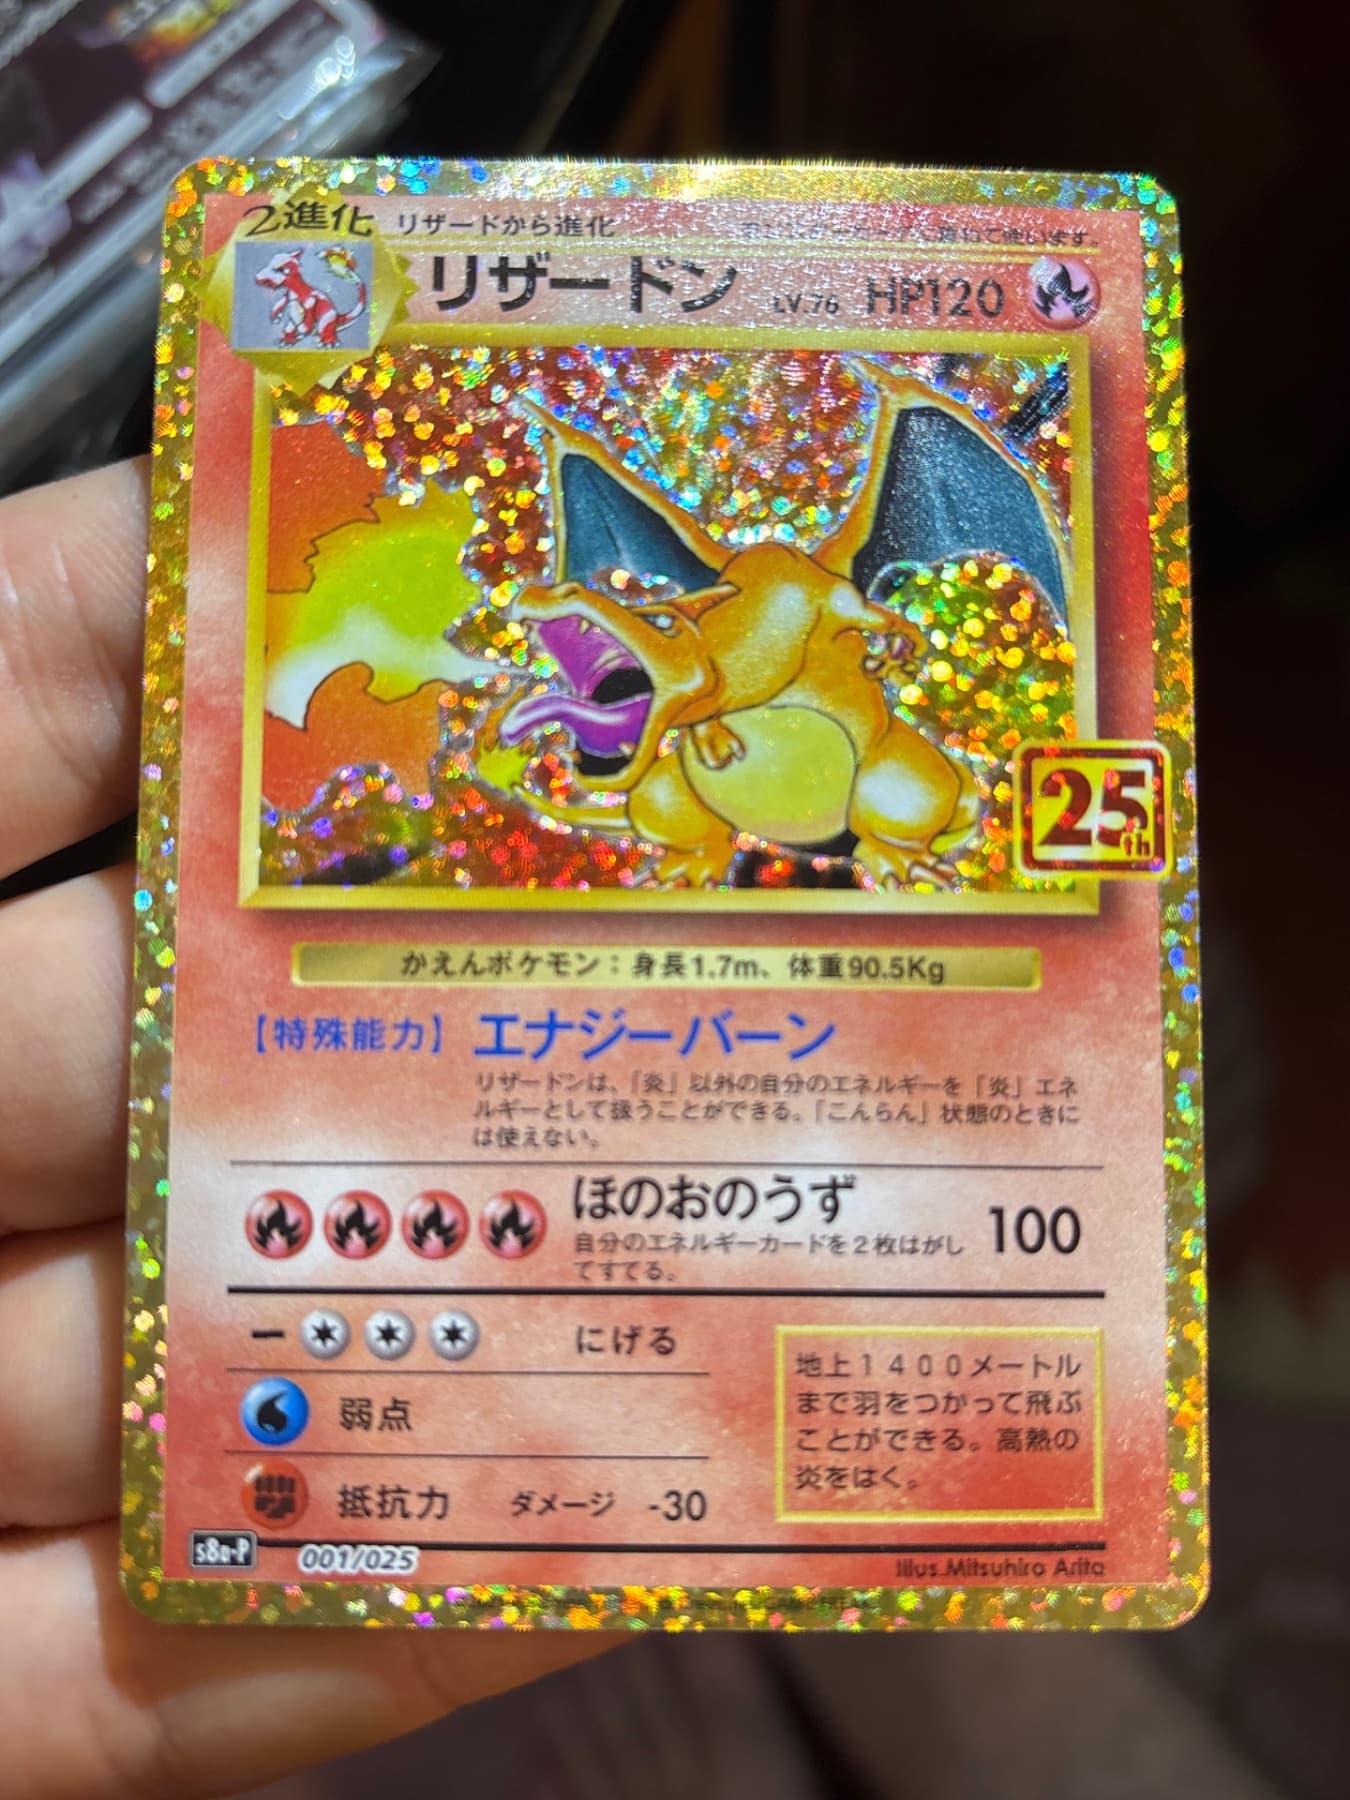 2進化 リザードから進化
リザードン LV.76 HP120
25th
かえんポケモン：身長1.7m、体重90.5Kg
【特殊能力】 エナジーバーン
リザードンは、「炎」以外の自分のエネルギーを「炎」エネ
ルギーとして扱うことができる。「こんらん」状態のときに
は使えない。
ほのおのうず 100
自分のエネルギーカードを２枚はがし
てすてる。
ー にげる
弱点
抵抗力 ダメージ -30
地上１４００メートル
まで羽をつかって飛ぶ
ことができる。高熱の
炎をはく。
s8a-P 001/025 Illus.Mitsuhiro Arita